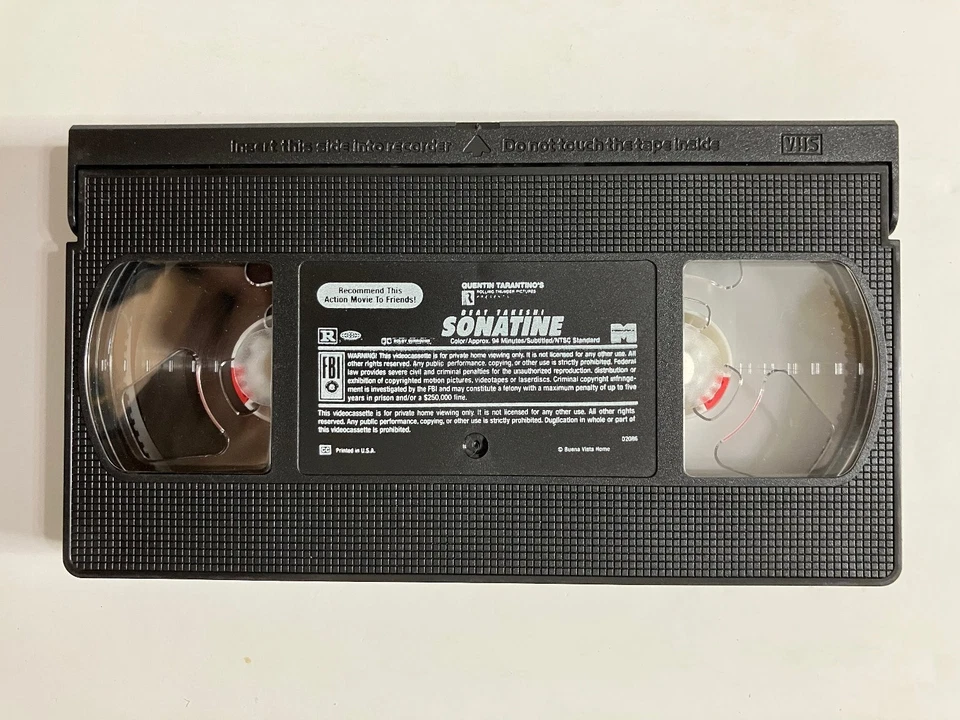 Insert this side into recorder Do not touch the tape inside VHS
Recommend This
Action Movie To Friends!
QUENTIN TARANTINO'S
R ROLLING THUNDER PICTURES
PRESENTS
BEAT TAKESHI
SONATINE
R
Color/Approx. 94 Minutes/Subtitled/NTSC Standard
FBI
WARNING! This videocassette is for private home viewing only. It is not licensed for any other use. All
other rights reserved. Any public performance, copying, or other use is strictly prohibited. Federal
law provides severe civil and criminal penalties for the unauthorized reproduction, distribution or
exhibition of copyrighted motion pictures, videotapes or laserdiscs. Criminal copyright infringe-
ment is investigated by the FBI and may constitute a felony with a maximum penalty of up to five
years in prison and/or a $250,000 fine.
This videocassette is for private home viewing only. It is not licensed for any other use. All other rights
reserved. Any public performance, copying, or other use is strictly prohibited. Duplication in whole or part of
this videocassette is prohibited.
D2086
CC Printed in U.S.A.
© Buena Vista Home